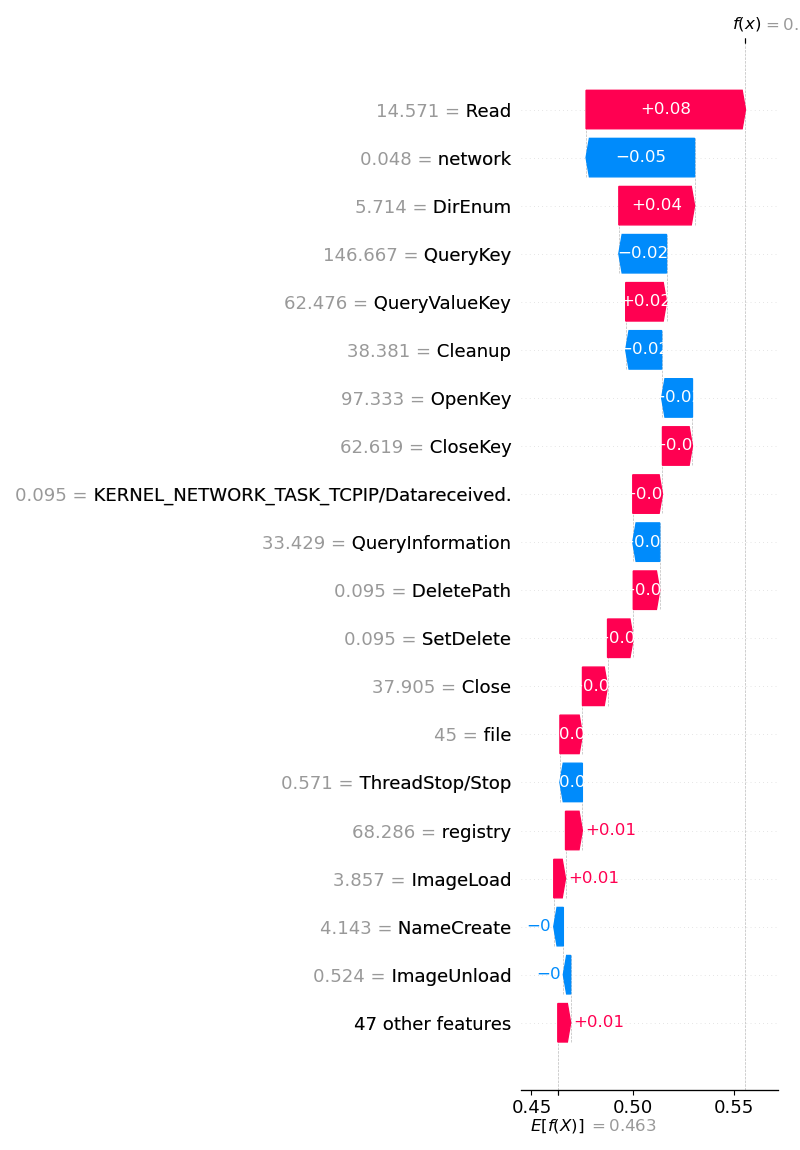 f(x) = 0.
14.571 = Read
+0.08
0.048 = network
−0.05
5.714 = DirEnum
+0.04
146.667 = QueryKey
−0.02
62.476 = QueryValueKey
+0.02
38.381 = Cleanup
−0.02
97.333 = OpenKey
62.619 = CloseKey
0.095 = KERNEL_NETWORK_TASK_TCPIP/Datareceived.
33.429 = QueryInformation
0.095 = DeletePath
0.095 = SetDelete
37.905 = Close
45 = file
0.571 = ThreadStop/Stop
68.286 = registry
+0.01
3.857 = ImageLoad
+0.01
4.143 = NameCreate
−0
0.524 = ImageUnload
−0
47 other features
+0.01
0.45 0.50 0.55
E[f(X)] = 0.463